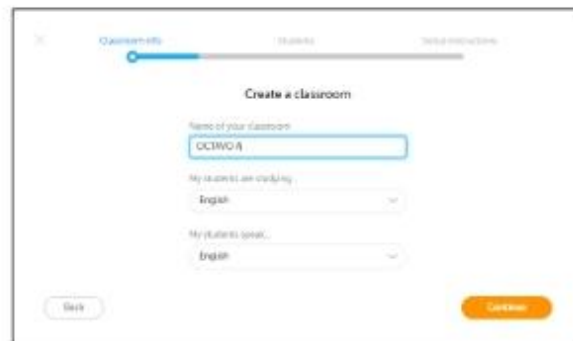 Classroom info Students Setup instructions
Create a classroom
Name of your classroom
OCTAVO A
My students are studying...
English
My students speak...
English
Back Continue